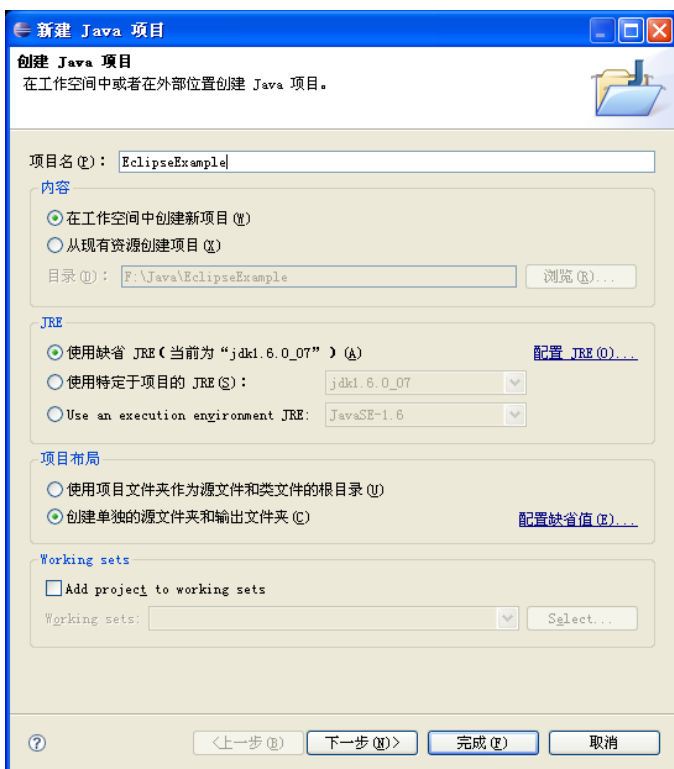 新建 Java 项目
创建 Java 项目
在工作空间中或者在外部位置创建 Java 项目。
项目名(P)： EclipseExample
内容
在工作空间中创建新项目(W)
从现有资源创建项目(X)
目录(D)： F:\Java\EclipseExample 浏览(R)...
JRE
使用缺省 JRE（当前为“jdk1.6.0_07”）(A) 配置 JRE(O)...
使用特定于项目的 JRE(S)： jdk1.6.0_07
Use an execution environment JRE: JavaSE-1.6
项目布局
使用项目文件夹作为源文件和类文件的根目录(U)
创建单独的源文件夹和输出文件夹(C) 配置缺省值(E)...
Working sets
Add project to working sets
Working sets: Select...
? <上一步(B) 下一步(N)> 完成(F) 取消